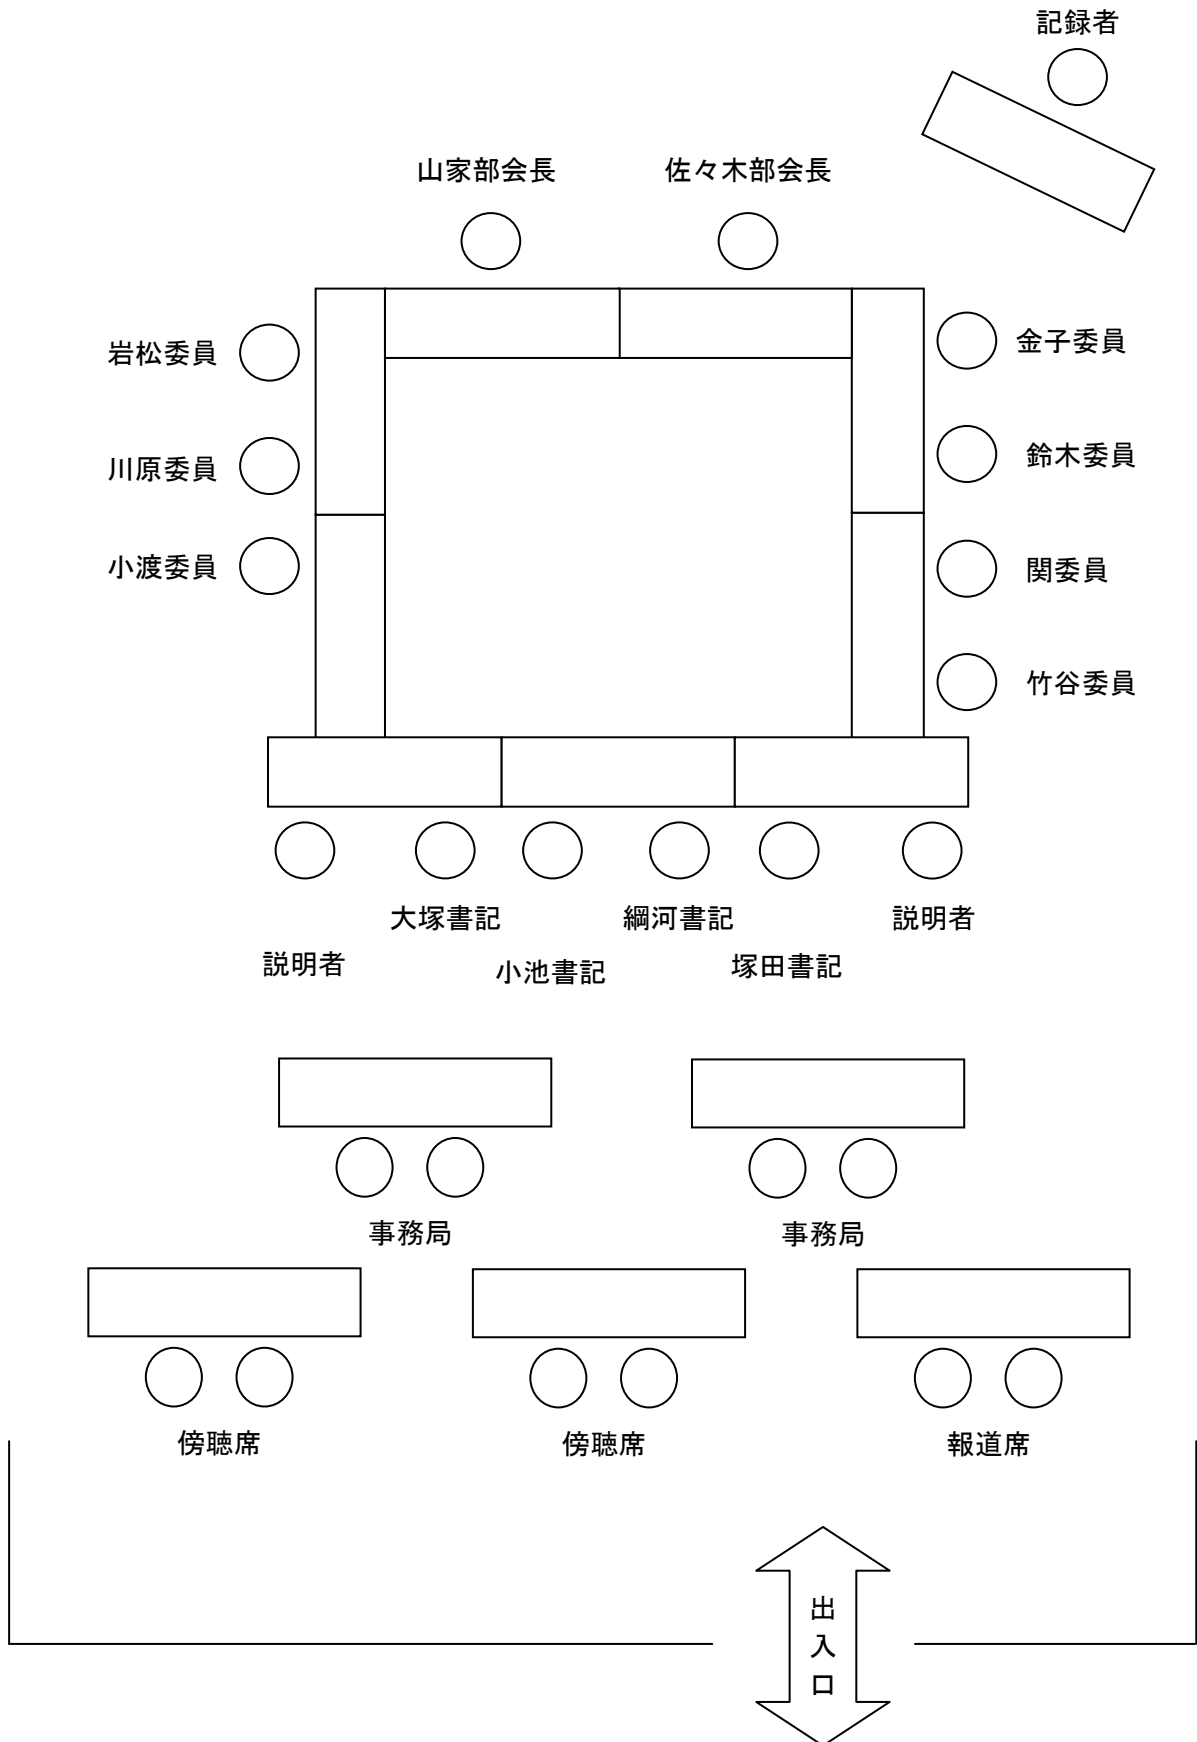 記録者
山家部会長
佐々木部会長
岩松委員
金子委員
川原委員
鈴木委員
小渡委員
関委員
竹谷委員
大塚書記
綱河書記
説明者
説明者
小池書記
塚田書記
事務局
事務局
傍聴席
傍聴席
報道席
出入口